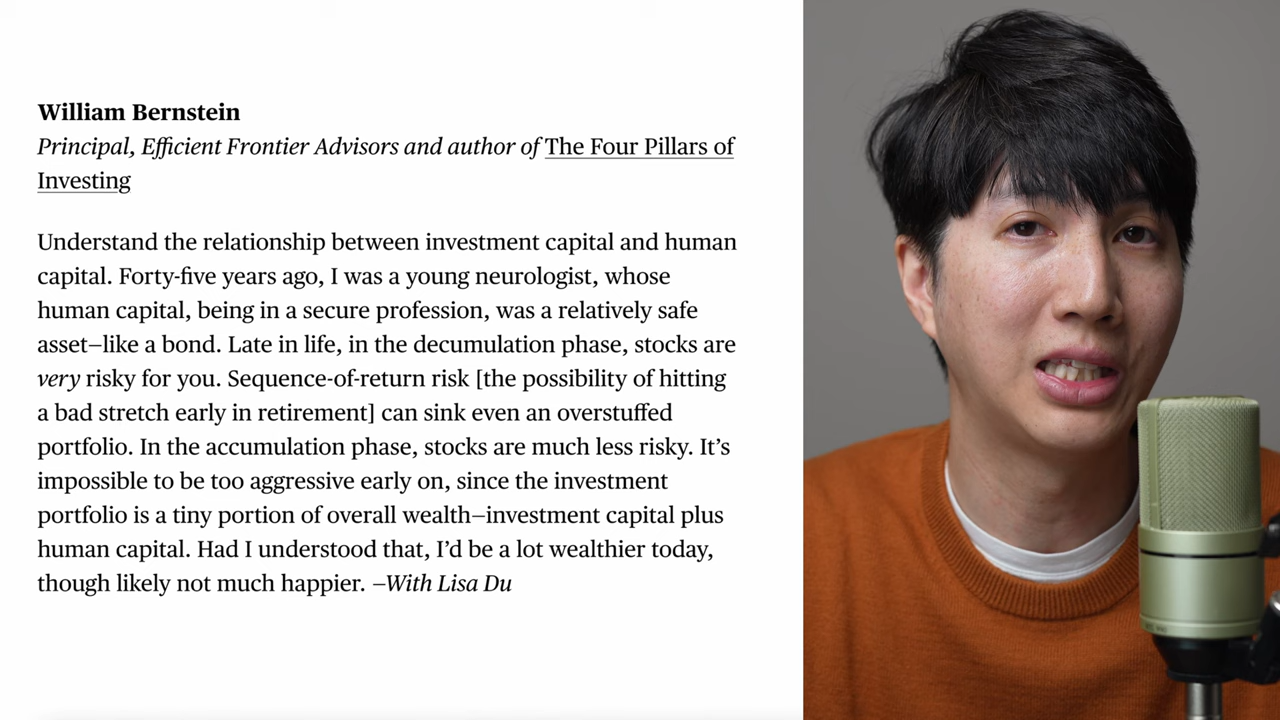 William Bernstein
Principal, Efficient Frontier Advisors and author of The Four Pillars of
Investing
Understand the relationship between investment capital and human
capital. Forty-five years ago, I was a young neurologist, whose
human capital, being in a secure profession, was a relatively safe
asset—like a bond. Late in life, in the decumulation phase, stocks are
very risky for you. Sequence-of-return risk [the possibility of hitting
a bad stretch early in retirement] can sink even an overstuffed
portfolio. In the accumulation phase, stocks are much less risky. It’s
impossible to be too aggressive early on, since the investment
portfolio is a tiny portion of overall wealth—investment capital plus
human capital. Had I understood that, I’d be a lot wealthier today,
though likely not much happier. —With Lisa Du